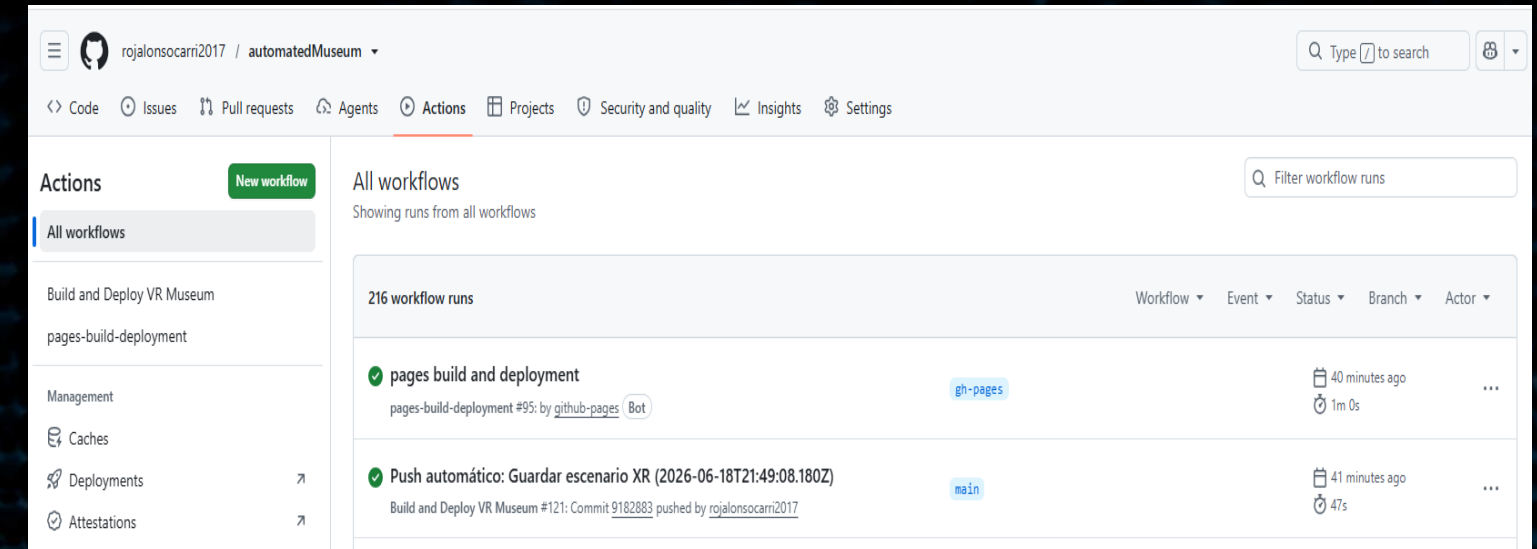 rojalonsocarri2017 / automatedMuseum
Type / to search
Code Issues Pull requests Agents Actions Projects Security and quality Insights Settings
Actions
New workflow
All workflows
Build and Deploy VR Museum
pages-build-deployment
Management
Caches
Deployments
Attestations
All workflows
Showing runs from all workflows
Filter workflow runs
216 workflow runs
Workflow Event Status Branch Actor
pages build and deployment
pages-build-deployment #95: by github-pages Bot
gh-pages
40 minutes ago
1m 0s
Push automático: Guardar escenario XR (2026-06-18T21:49:08.180Z)
Build and Deploy VR Museum #121: Commit 9182883 pushed by rojalonsocarri2017
main
41 minutes ago
47s